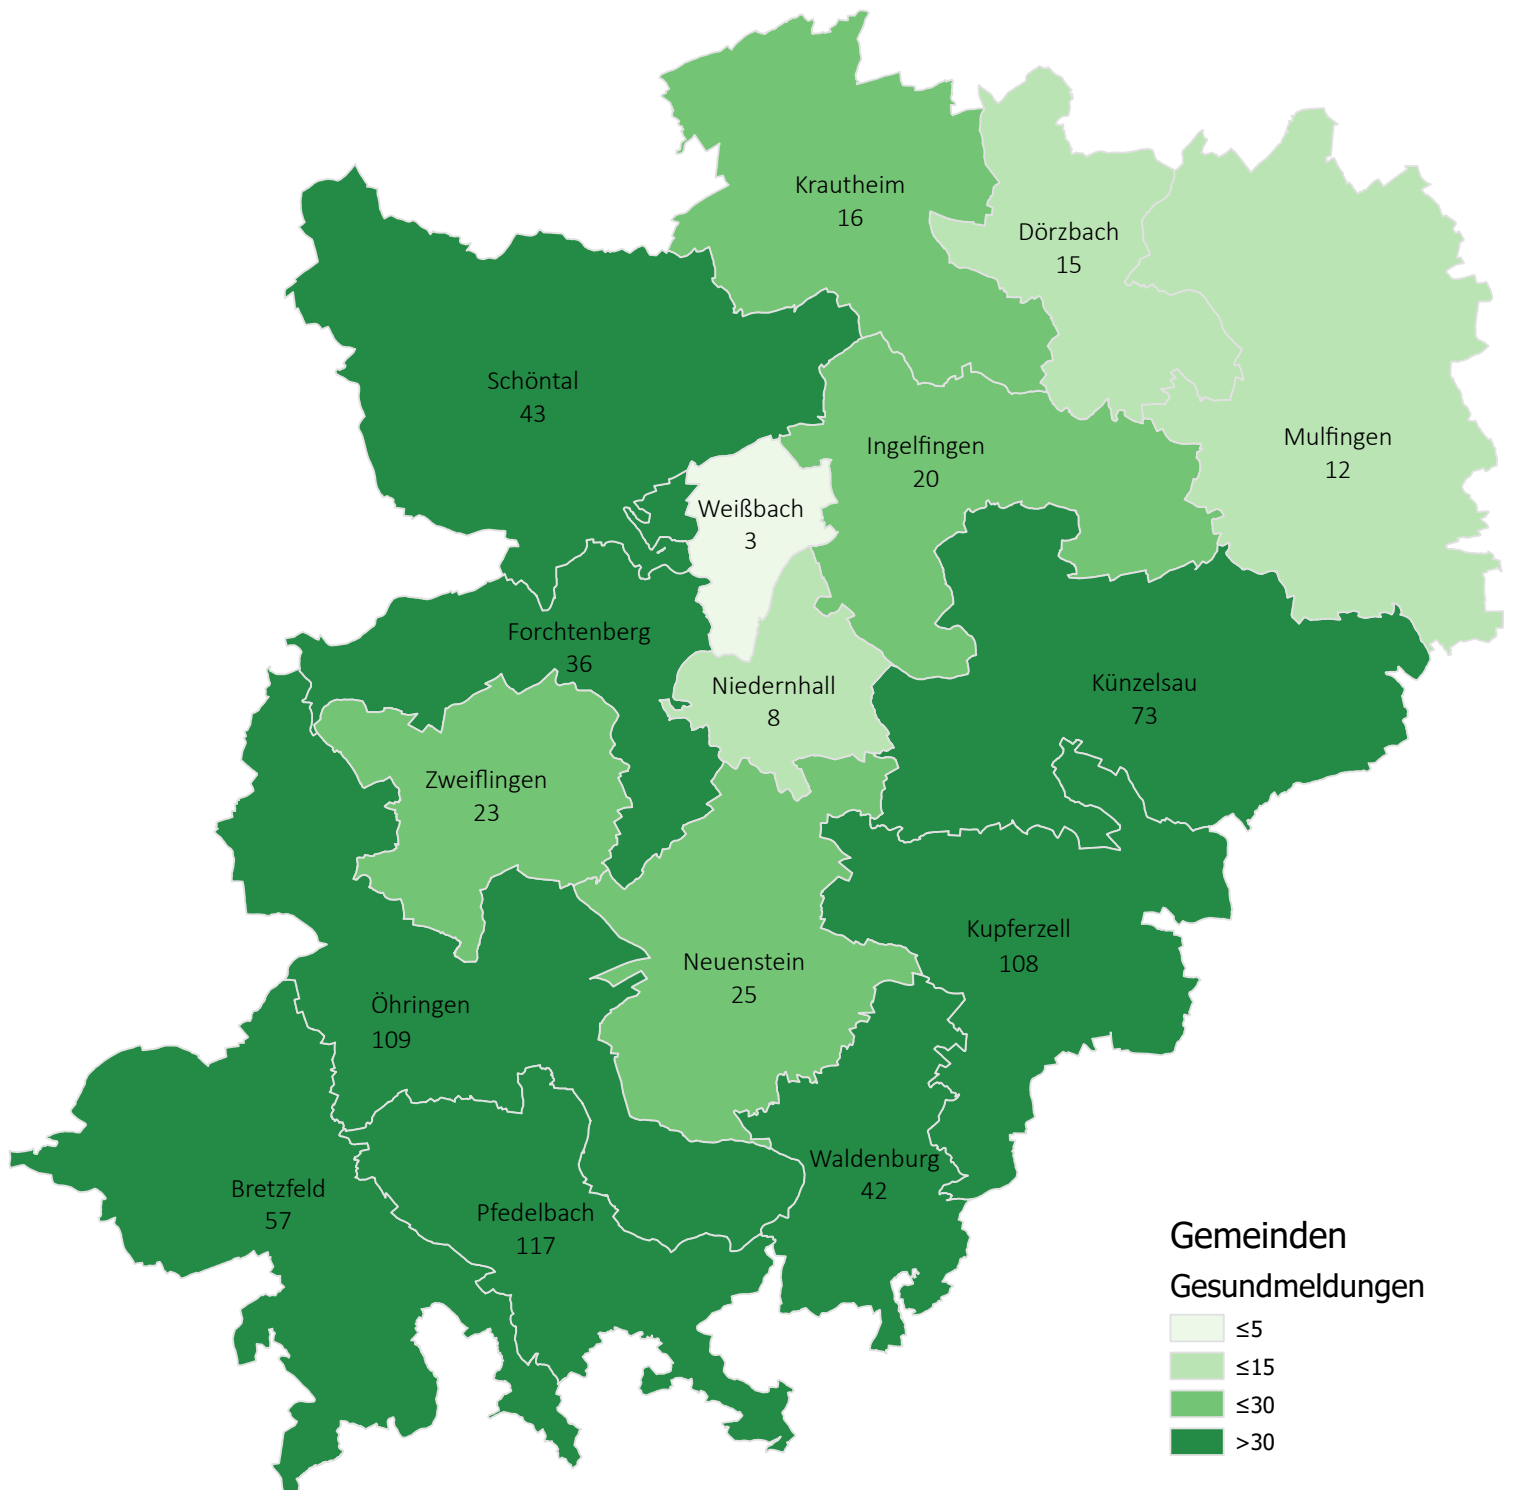 Krautheim
16
Dörzbach
15
Schöntal
43
Mulfingen
12
Ingelfingen
20
Weißbach
3
Forchtenberg
36
Niedernhall
8
Künzelsau
73
Zweiflingen
23
Kupferzell
108
Neuenstein
25
Öhringen
109
Waldenburg
42
Bretzfeld
57
Pfedelbach
117
Gemeinden
Gesundmeldungen
≤5
≤15
≤30
>30